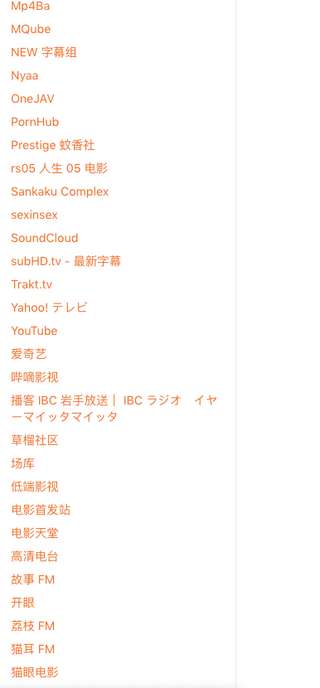 Mp4Ba
MQube
NEW 字幕组
Nyaa
OneJAV
PornHub
Prestige 蚊香社
rs05 人生 05 电影
Sankaku Complex
sexinsex
SoundCloud
subHD.tv - 最新字幕
Trakt.tv
Yahoo! テレビ
YouTube
爱奇艺
哔嘀影视
播客 IBC 岩手放送｜ IBC ラジオ　イヤ
ーマイッタマイッタ
草榴社区
场库
低端影视
电影首发站
电影天堂
高清电台
故事 FM
开眼
荔枝 FM
猫耳 FM
猫眼电影